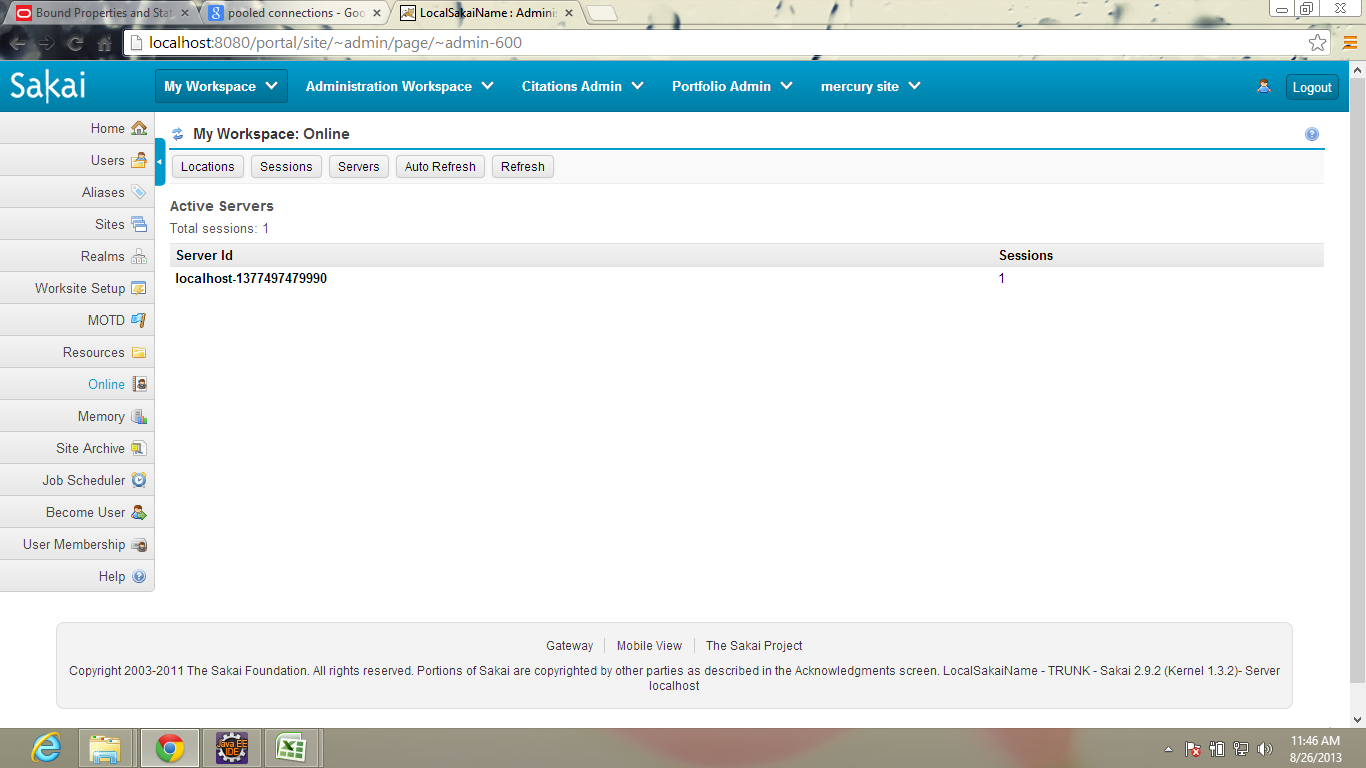 Bound Properties and Stat
pooled connections - Goo
LocalSakaiName : Adminis
localhost:8080/portal/site/~admin/page/~admin-600
Sakai
My Workspace
Administration Workspace
Citations Admin
Portfolio Admin
mercury site
Logout
Home
Users
Aliases
Sites
Realms
Worksite Setup
MOTD
Resources
Online
Memory
Site Archive
Job Scheduler
Become User
User Membership
Help
My Workspace: Online
Locations
Sessions
Servers
Auto Refresh
Refresh
Active Servers
Total sessions: 1
Server Id Sessions
localhost-1377497479990 1
Gateway
Mobile View
The Sakai Project
Copyright 2003-2011 The Sakai Foundation. All rights reserved. Portions of Sakai are copyrighted by other parties as described in the Acknowledgments screen. LocalSakaiName - TRUNK - Sakai 2.9.2 (Kernel 1.3.2)- Server
localhost
Java EE
IDE
11:46 AM
8/26/2013